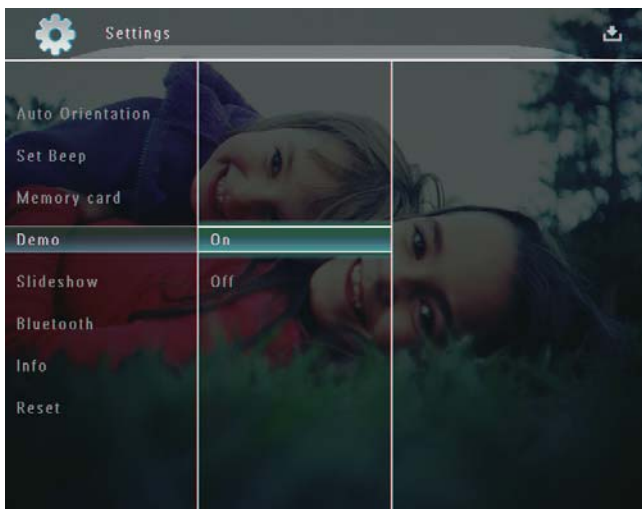 Settings
Auto Orientation
Set Beep
Memory card
Demo
On
Slideshow
Off
Bluetooth
Info
Reset